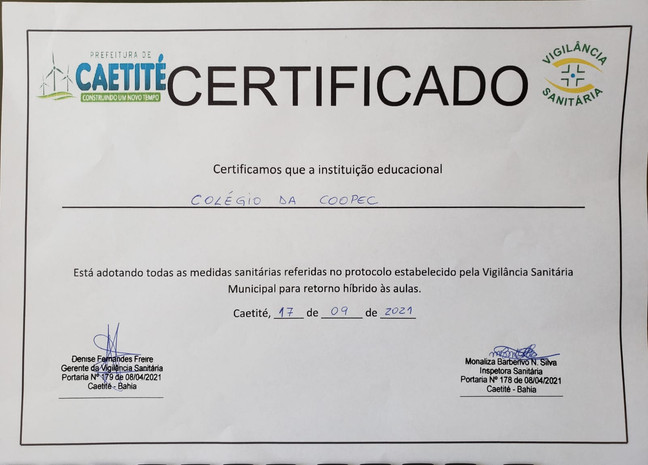 PREFEITURA DE
CAETITÉ
CONSTRUINDO UM NOVO TEMPO
CERTIFICADO
VIGILÂNCIA
SANITÁRIA
Certificamos que a instituição educacional
COLÉGIO DA COOPEC
Está adotando todas as medidas sanitárias referidas no protocolo estabelecido pela Vigilância Sanitária
Municipal para retorno híbrido às aulas.
Caetité, 17 de 09 de 2021
Denise Fernandes Freire
Gerente da Vigilância Sanitária
Portaria Nº 179 de 08/04/2021
Caetité - Bahia
Monaliza Barberivo N. Silva
Inspetora Sanitária
Portaria Nº 178 de 08/04/2021
Caetité - Bahia